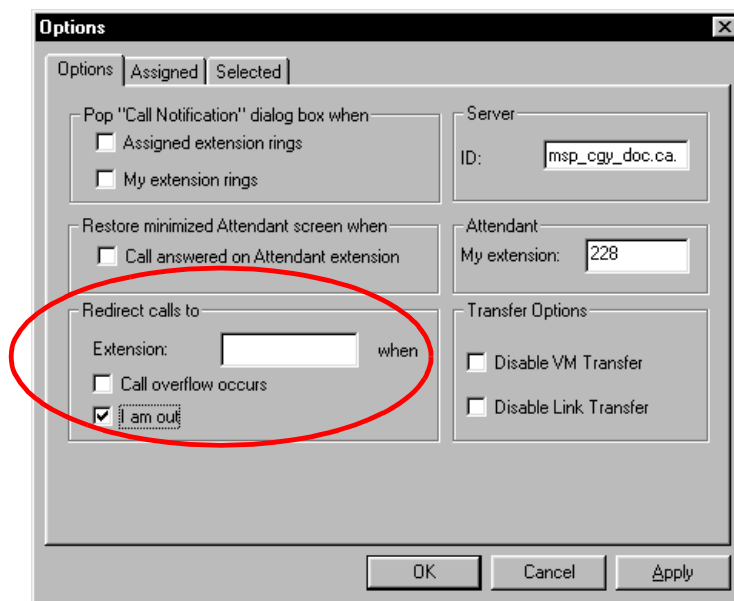 Options
Options Assigned Selected
Pop "Call Notification" dialog box when
Assigned extension rings
My extension rings
Server
ID: msp_cgy_doc.ca.
Restore minimized Attendant screen when
Call answered on Attendant extension
Attendant
My extension: 228
Redirect calls to
Extension: when
Call overflow occurs
I am out
Transfer Options
Disable VM Transfer
Disable Link Transfer
OK Cancel Apply